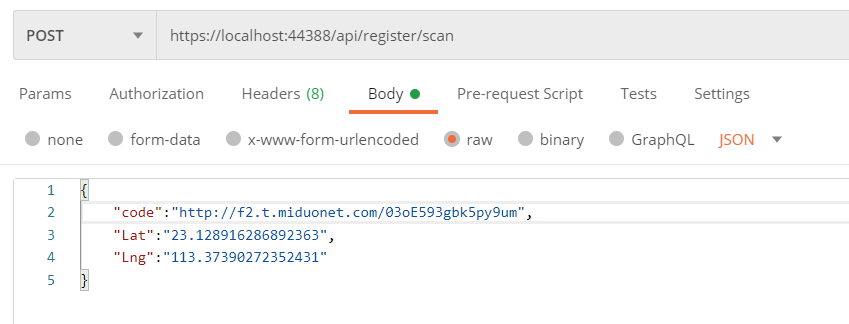 POST https://localhost:44388/api/register/scan
Params Authorization Headers (8) Body Pre-request Script Tests Settings
none form-data x-www-form-urlencoded raw binary GraphQL JSON
1 {
2 "code":"http://f2.t.miduonet.com/03oE593gbk5py9um",
3 "Lat":"23.128916286892363",
4 "Lng":"113.37390272352431"
5 }